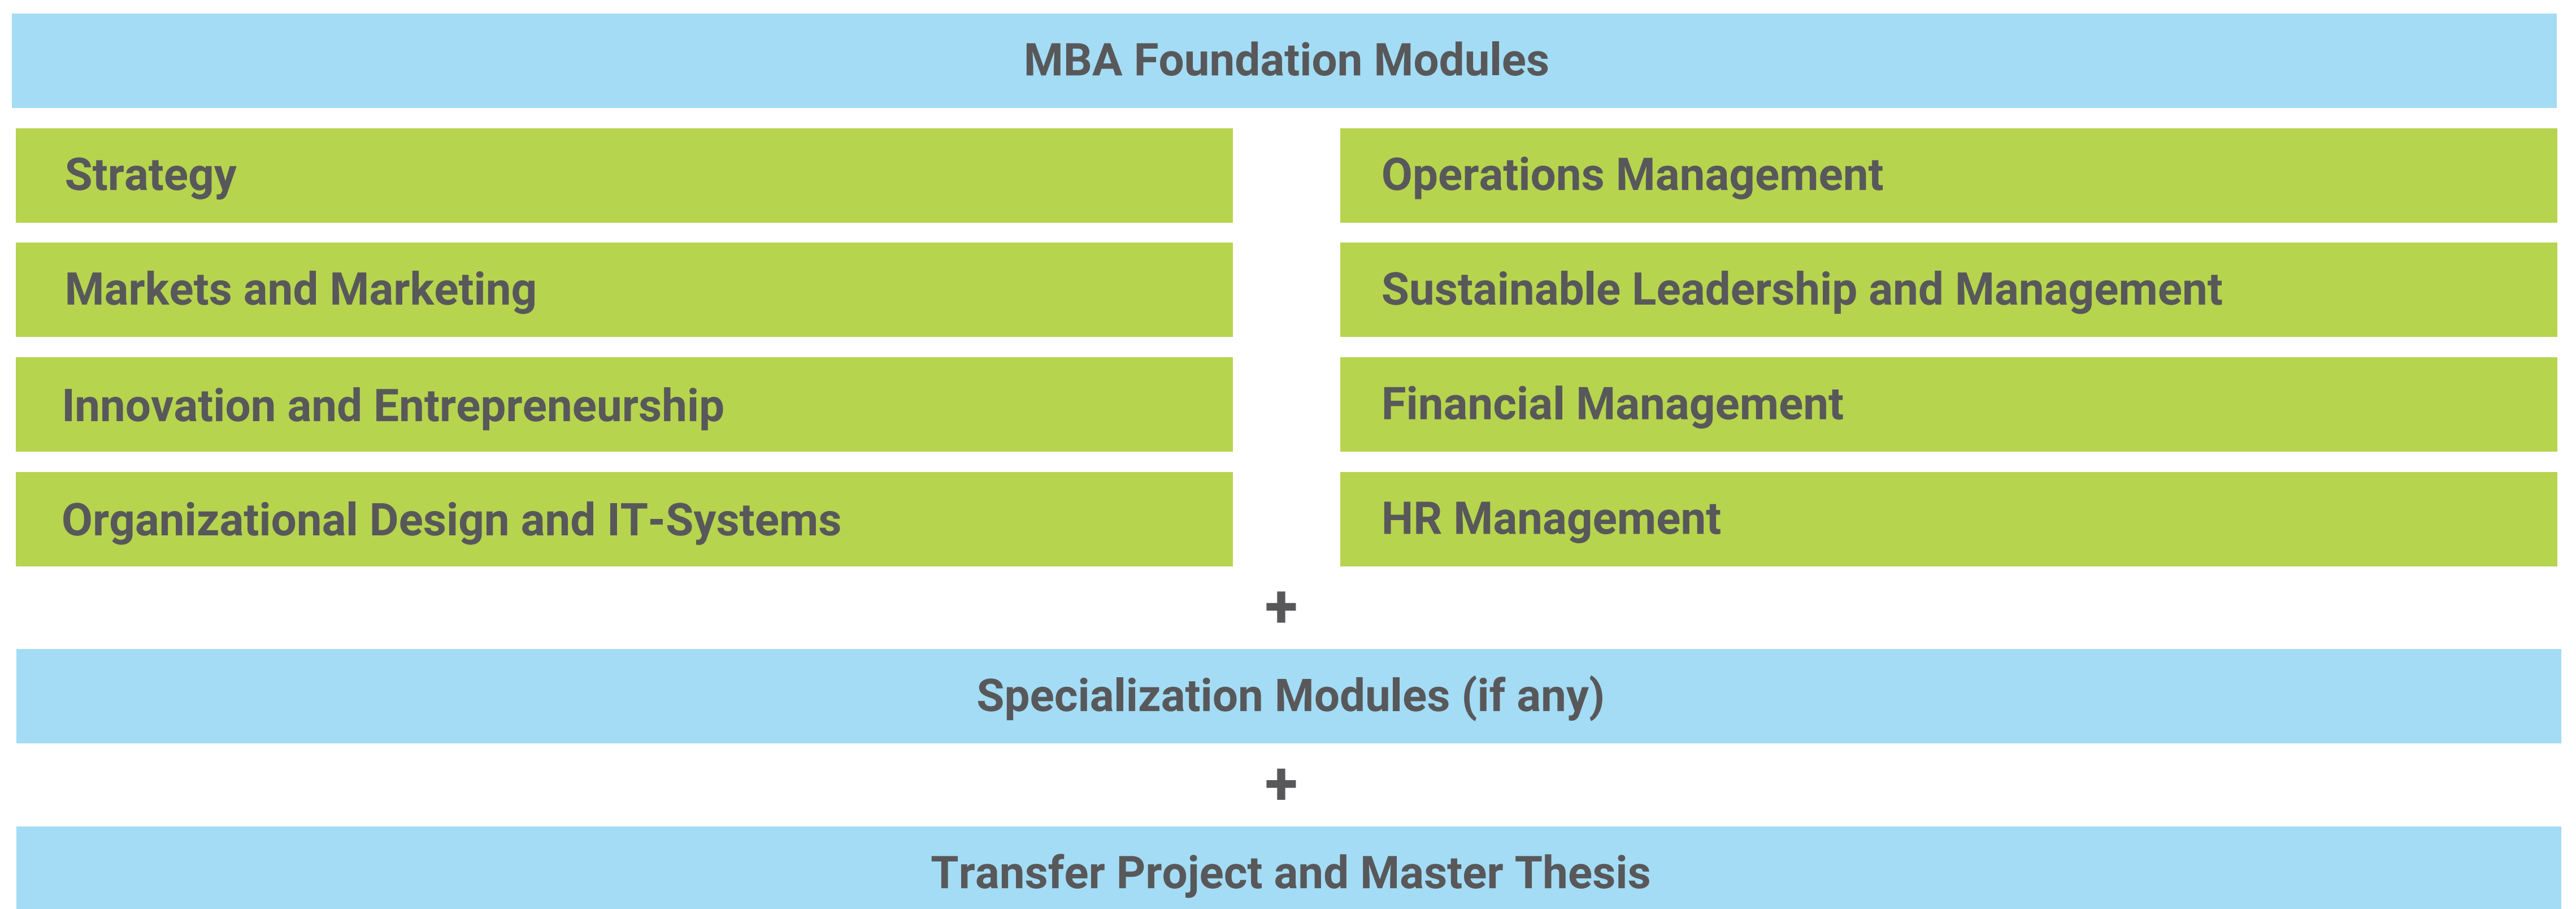 MBA Foundation Modules
Strategy
Operations Management
Markets and Marketing
Sustainable Leadership and Management
Innovation and Entrepreneurship
Financial Management
Organizational Design and IT-Systems
HR Management
+
Specialization Modules (if any)
+
Transfer Project and Master Thesis